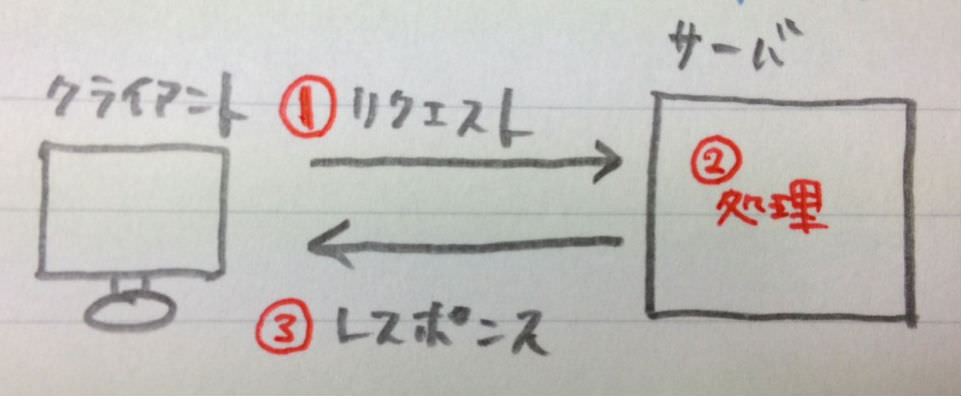 サーバ
クライアント
① リクエスト
②
処理
③ レスポンス